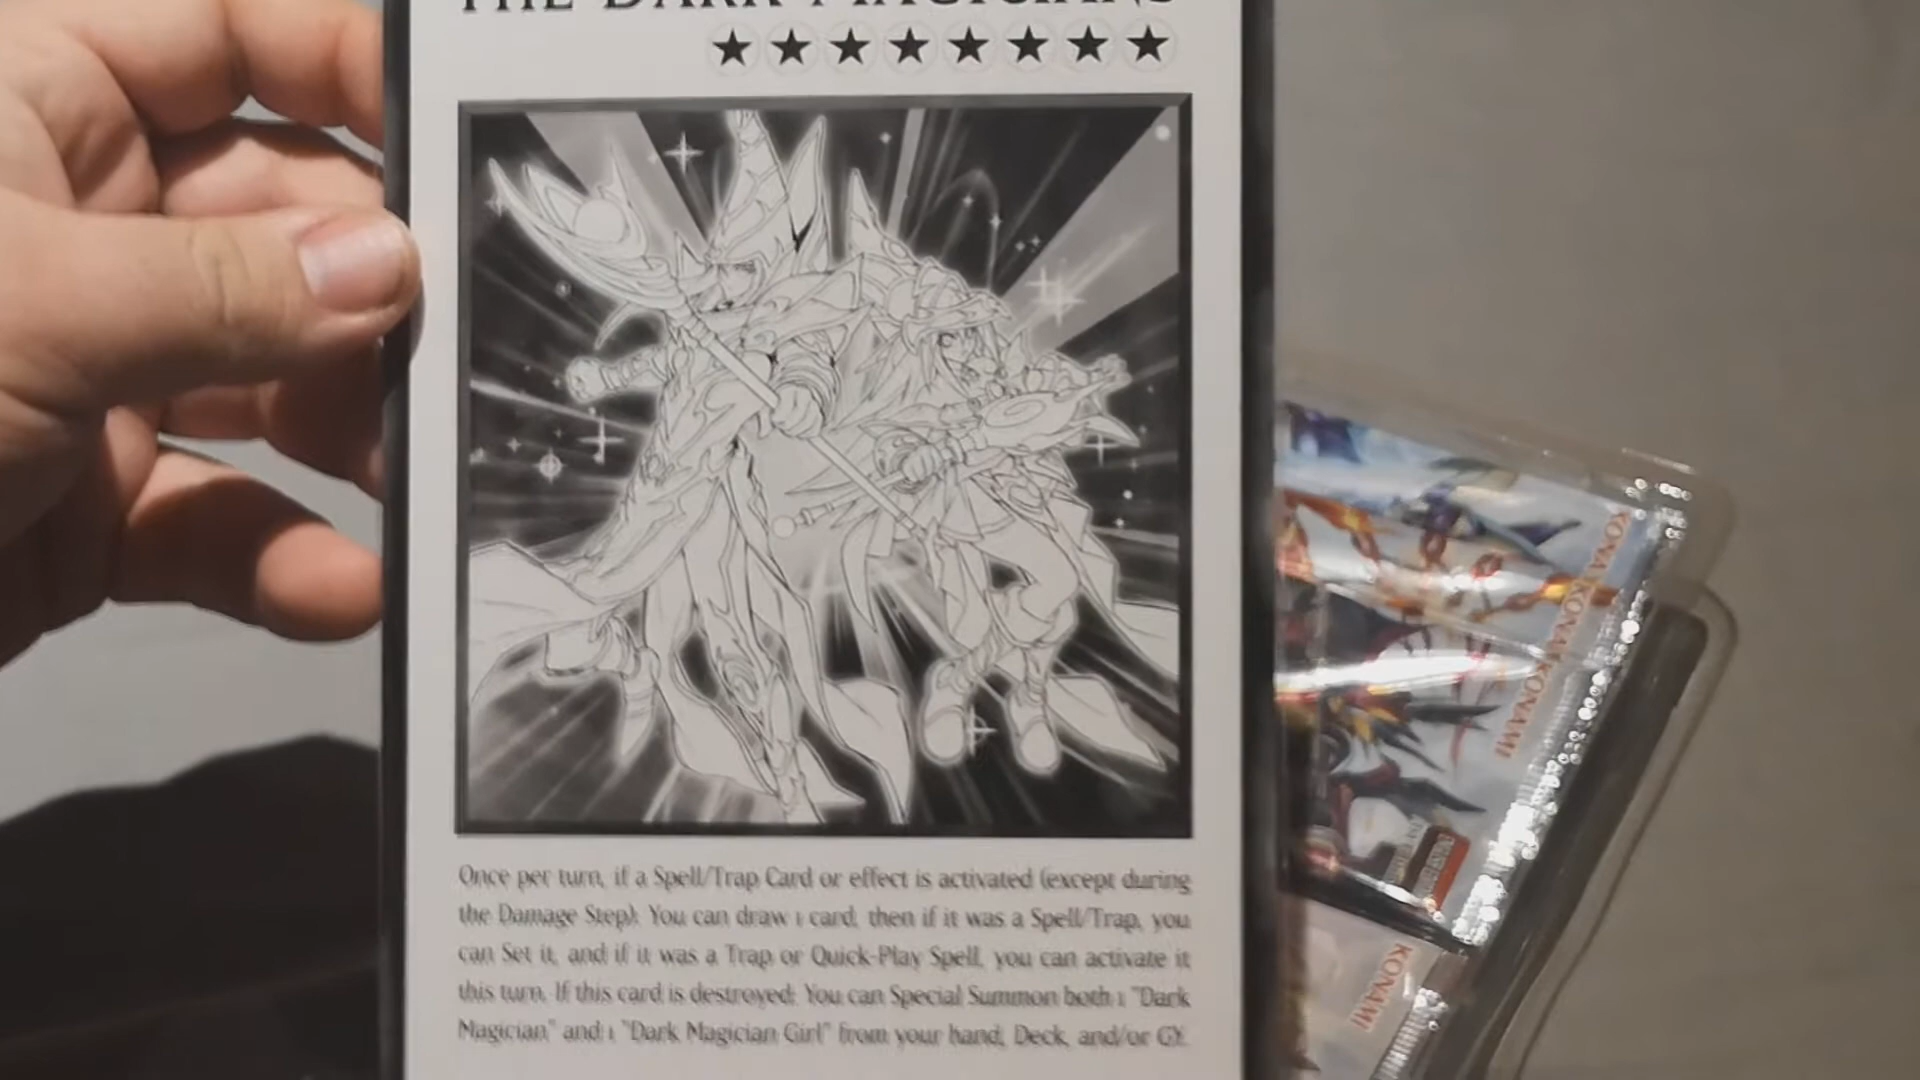 THE DARK MAGICIANS
Once per turn, if a Spell/Trap Card or effect is activated (except during
the Damage Step): You can draw 1 card, then if it was a Spell/Trap, you
can Set it, and if it was a Trap or Quick-Play Spell, you can activate it
this turn. If this card is destroyed: You can Special Summon both 1 "Dark
Magician" and 1 "Dark Magician Girl" from your hand, Deck, and/or GY.
KONAMI
KONAMI
KONAMI